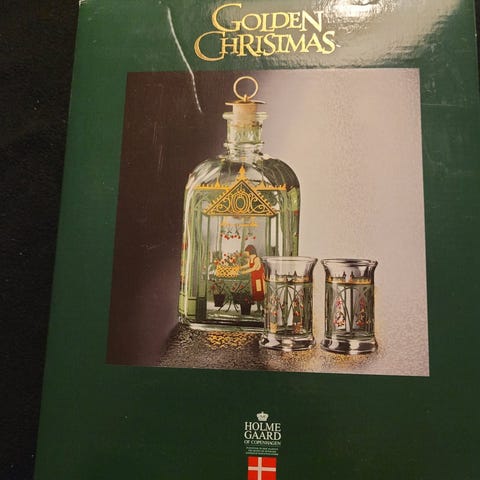 GOLDEN
CHRISTMAS
HOLME
GAARD
OF COPENHAGEN